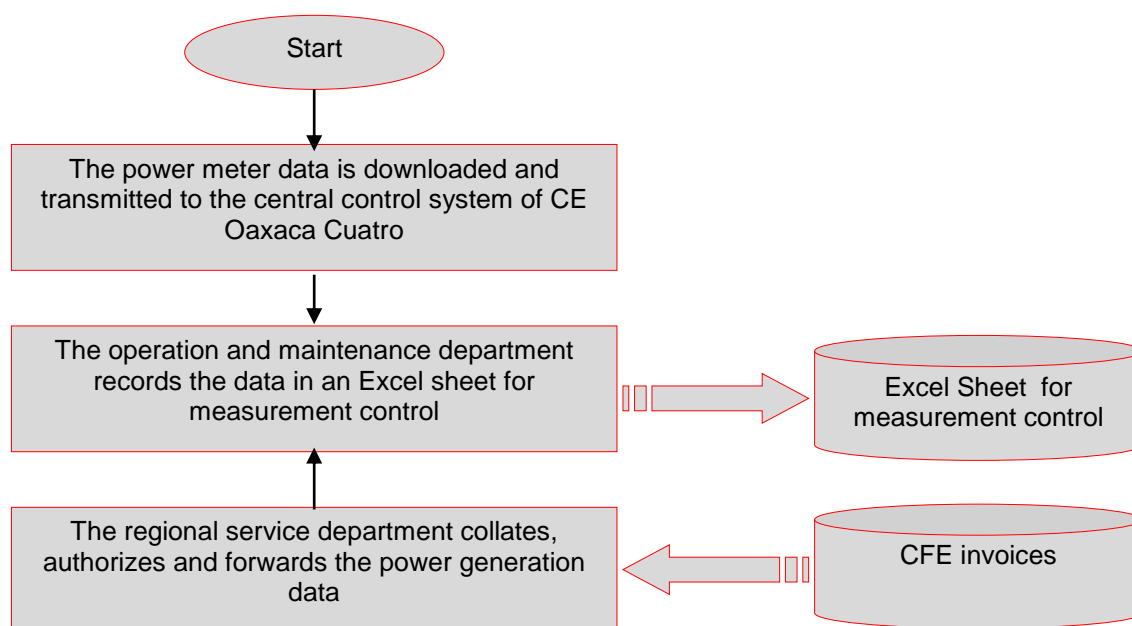 Start
The power meter data is downloaded and
transmitted to the central control system of CE
Oaxaca Cuatro
The operation and maintenance department
records the data in an Excel sheet for
measurement control
Excel Sheet for
measurement control
The regional service department collates,
authorizes and forwards the power generation
data
CFE invoices